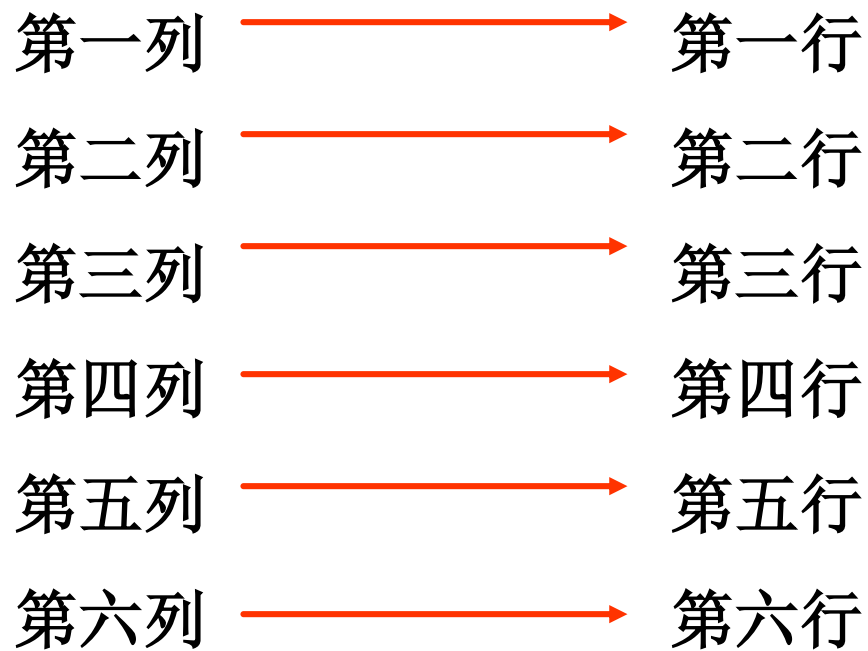 第一列 第一行
第二列 第二行
第三列 第三行
第四列 第四行
第五列 第五行
第六列 第六行